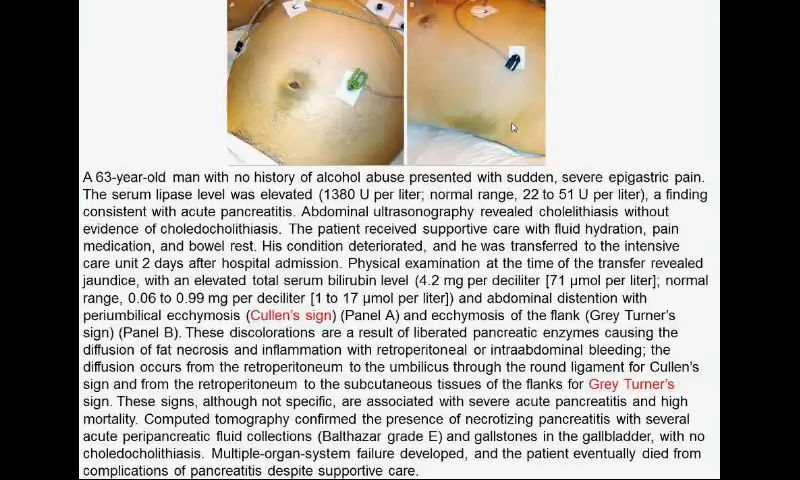 A
B
A 63-year-old man with no history of alcohol abuse presented with sudden, severe epigastric pain.
The serum lipase level was elevated (1380 U per liter; normal range, 22 to 51 U per liter), a finding
consistent with acute pancreatitis. Abdominal ultrasonography revealed cholelithiasis without
evidence of choledocholithiasis. The patient received supportive care with fluid hydration, pain
medication, and bowel rest. His condition deteriorated, and he was transferred to the intensive
care unit 2 days after hospital admission. Physical examination at the time of the transfer revealed
jaundice, with an elevated total serum bilirubin level (4.2 mg per deciliter [71 μmol per liter]; normal
range, 0.06 to 0.99 mg per deciliter [1 to 17 μmol per liter]) and abdominal distention with
periumbilical ecchymosis (Cullen's sign) (Panel A) and ecchymosis of the flank (Grey Turner's
sign) (Panel B). These discolorations are a result of liberated pancreatic enzymes causing the
diffusion of fat necrosis and inflammation with retroperitoneal or intraabdominal bleeding; the
diffusion occurs from the retroperitoneum to the umbilicus through the round ligament for Cullen's
sign and from the retroperitoneum to the subcutaneous tissues of the flanks for Grey Turner's
sign. These signs, although not specific, are associated with severe acute pancreatitis and high
mortality. Computed tomography confirmed the presence of necrotizing pancreatitis with several
acute peripancreatic fluid collections (Balthazar grade E) and gallstones in the gallbladder, with no
choledocholithiasis. Multiple-organ-system failure developed, and the patient eventually died from
complications of pancreatitis despite supportive care.